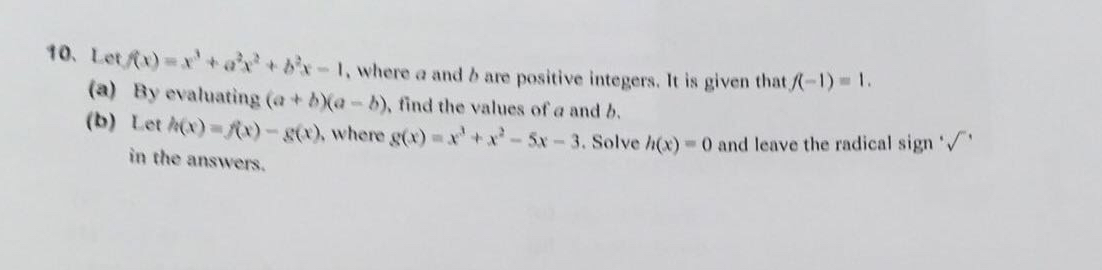 10. Let f(x) = x³ + a²x² + b²x – 1, where a and b are positive integers. It is given that f(–1) = 1.
(a) By evaluating (a + b)(a – b), find the values of a and b.
(b) Let h(x) = f(x) – g(x), where g(x) = x³ + x² – 5x – 3. Solve h(x) = 0 and leave the radical sign ‘√’
in the answers.